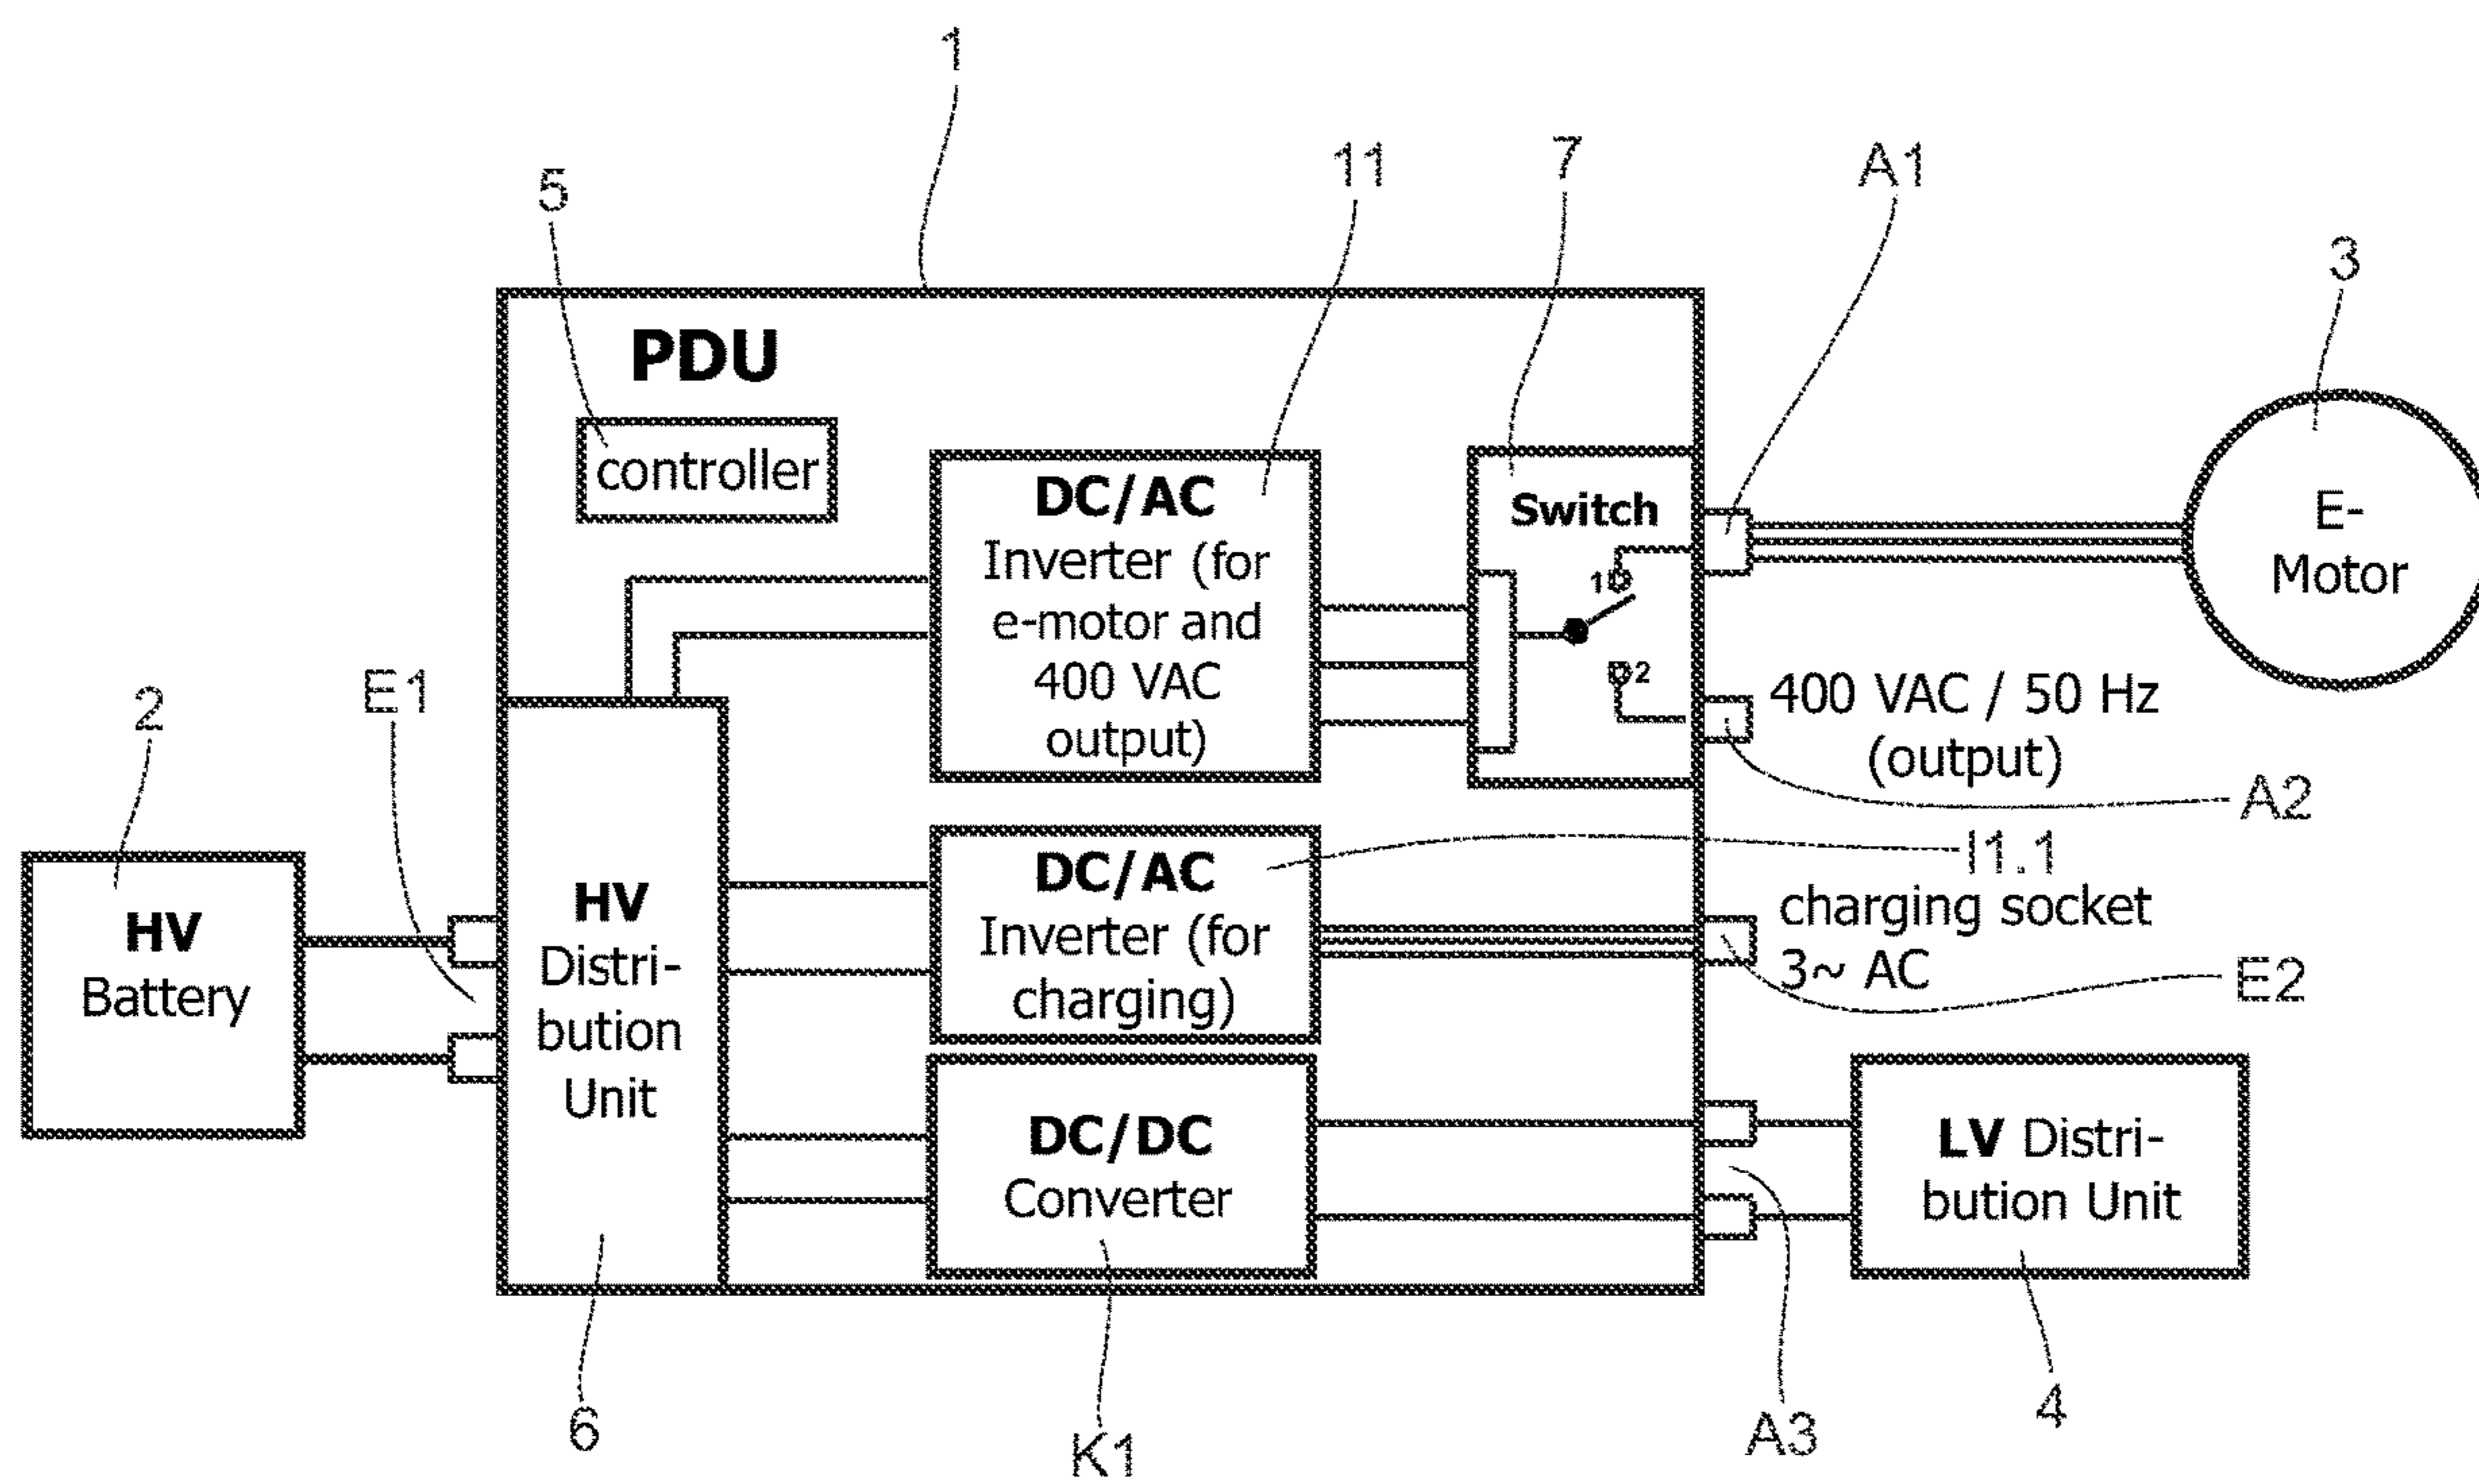 1
5
11
7
A1
3
PDU
controller
DC/AC
Inverter (for
e-motor and
400 VAC
output)
Switch
1
2
E-
Motor
400 VAC / 50 Hz
(output)
A2
2
E1
HV
Battery
HV
Distri-
bution
Unit
DC/AC
Inverter (for
charging)
I1.1
charging socket
3~ AC
E2
DC/DC
Converter
LV Distri-
bution Unit
6
K1
A3
4